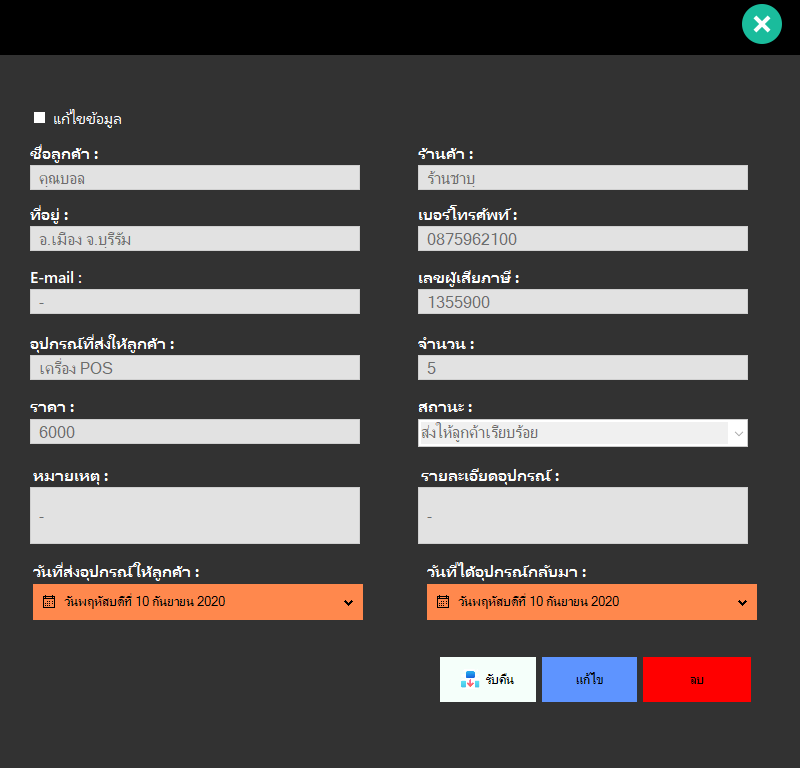 แก้ไขข้อมูล
ชื่อลูกค้า :
ร้านค้า :
คุณบอล
ร้านชาบู
ที่อยู่ :
เบอร์โทรศัพท์ :
อ.เมือง จ.บุรีรัม
0875962100
E-mail :
เลขผู้เสียภาษี :
-
1355900
อุปกรณ์ที่ส่งให้ลูกค้า :
จำนวน :
เครื่อง POS
5
ราคา :
สถานะ :
6000
ส่งให้ลูกค้าเรียบร้อย
หมายเหตุ :
รายละเอียดอุปกรณ์ :
-
-
วันที่ส่งอุปกรณ์ให้ลูกค้า :
วันที่ได้อุปกรณ์กลับมา :
วันพฤหัสบดีที่ 10 กันยายน 2020
วันพฤหัสบดีที่ 10 กันยายน 2020
รับคืน
แก้ไข
ลบ